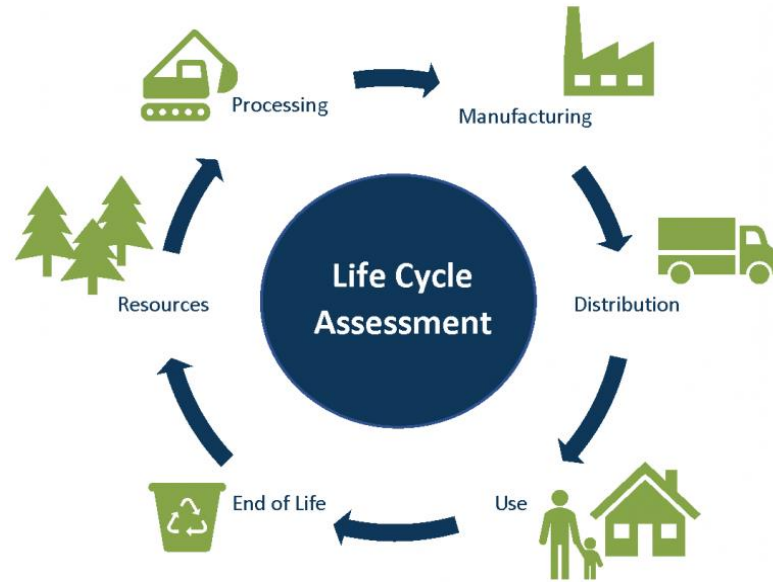 Processing
Manufacturing
Resources
Life Cycle
Assessment
Distribution
End of Life
Use